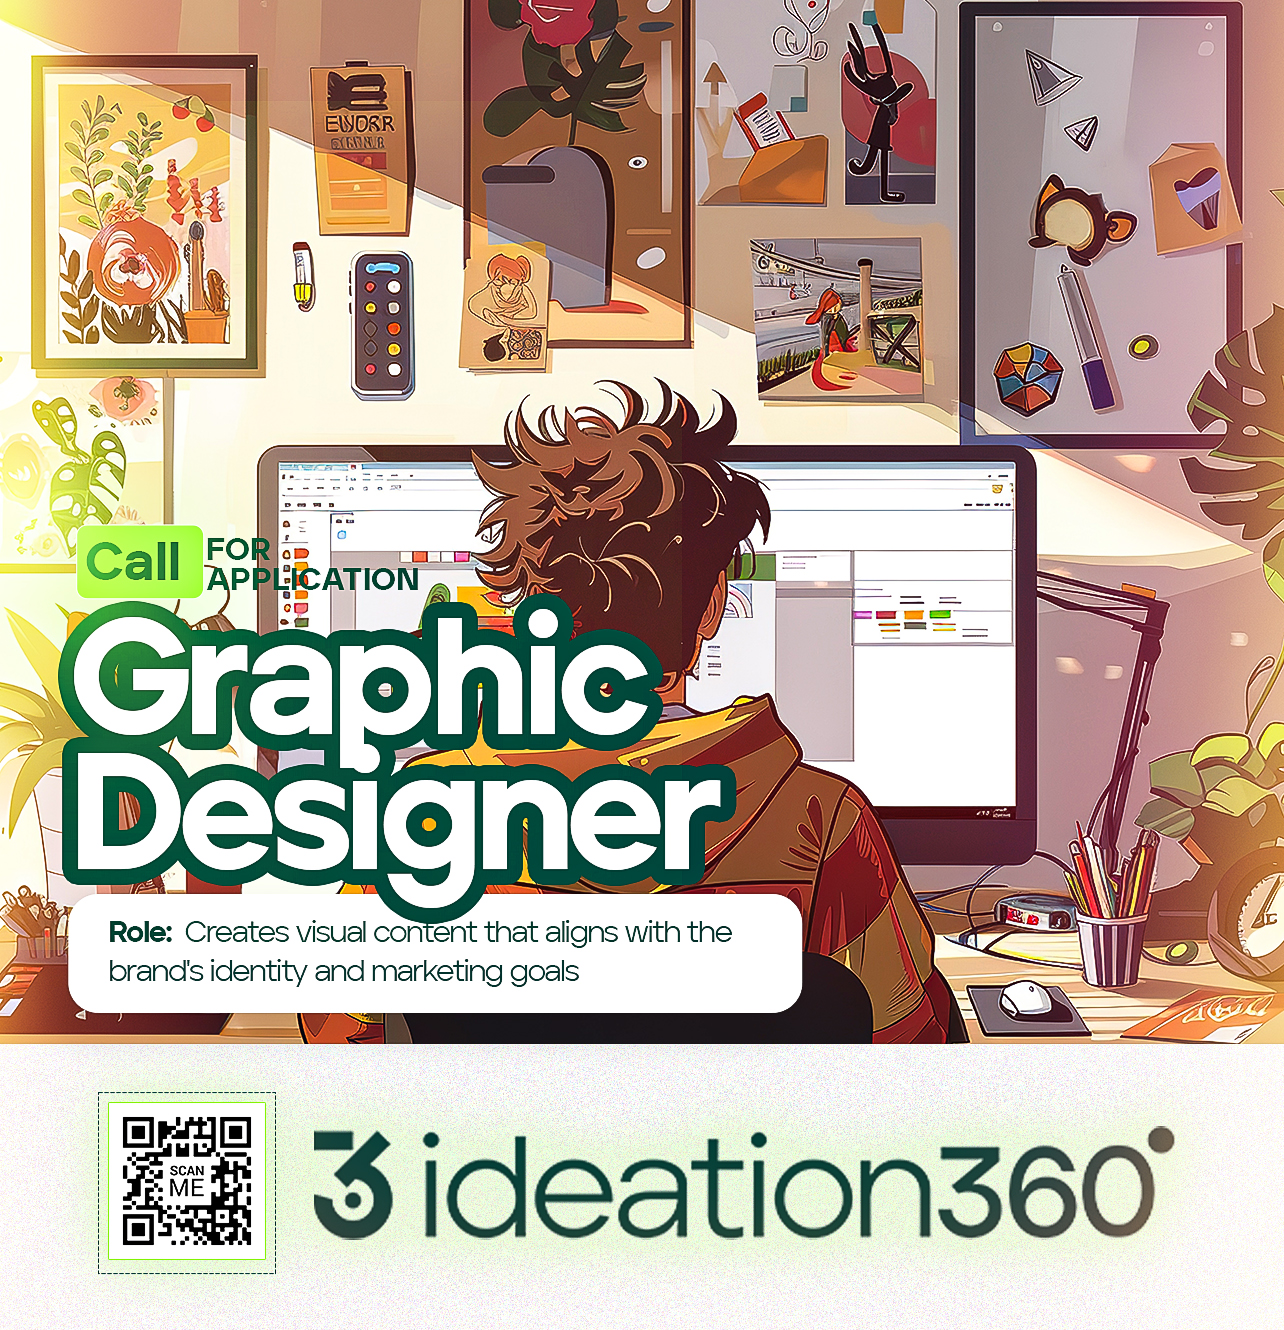 Call FOR
APPLICATION
Graphic
Designer
Role: Creates visual content that aligns with the
brand's identity and marketing goals
SCAN
ME
ideation360°